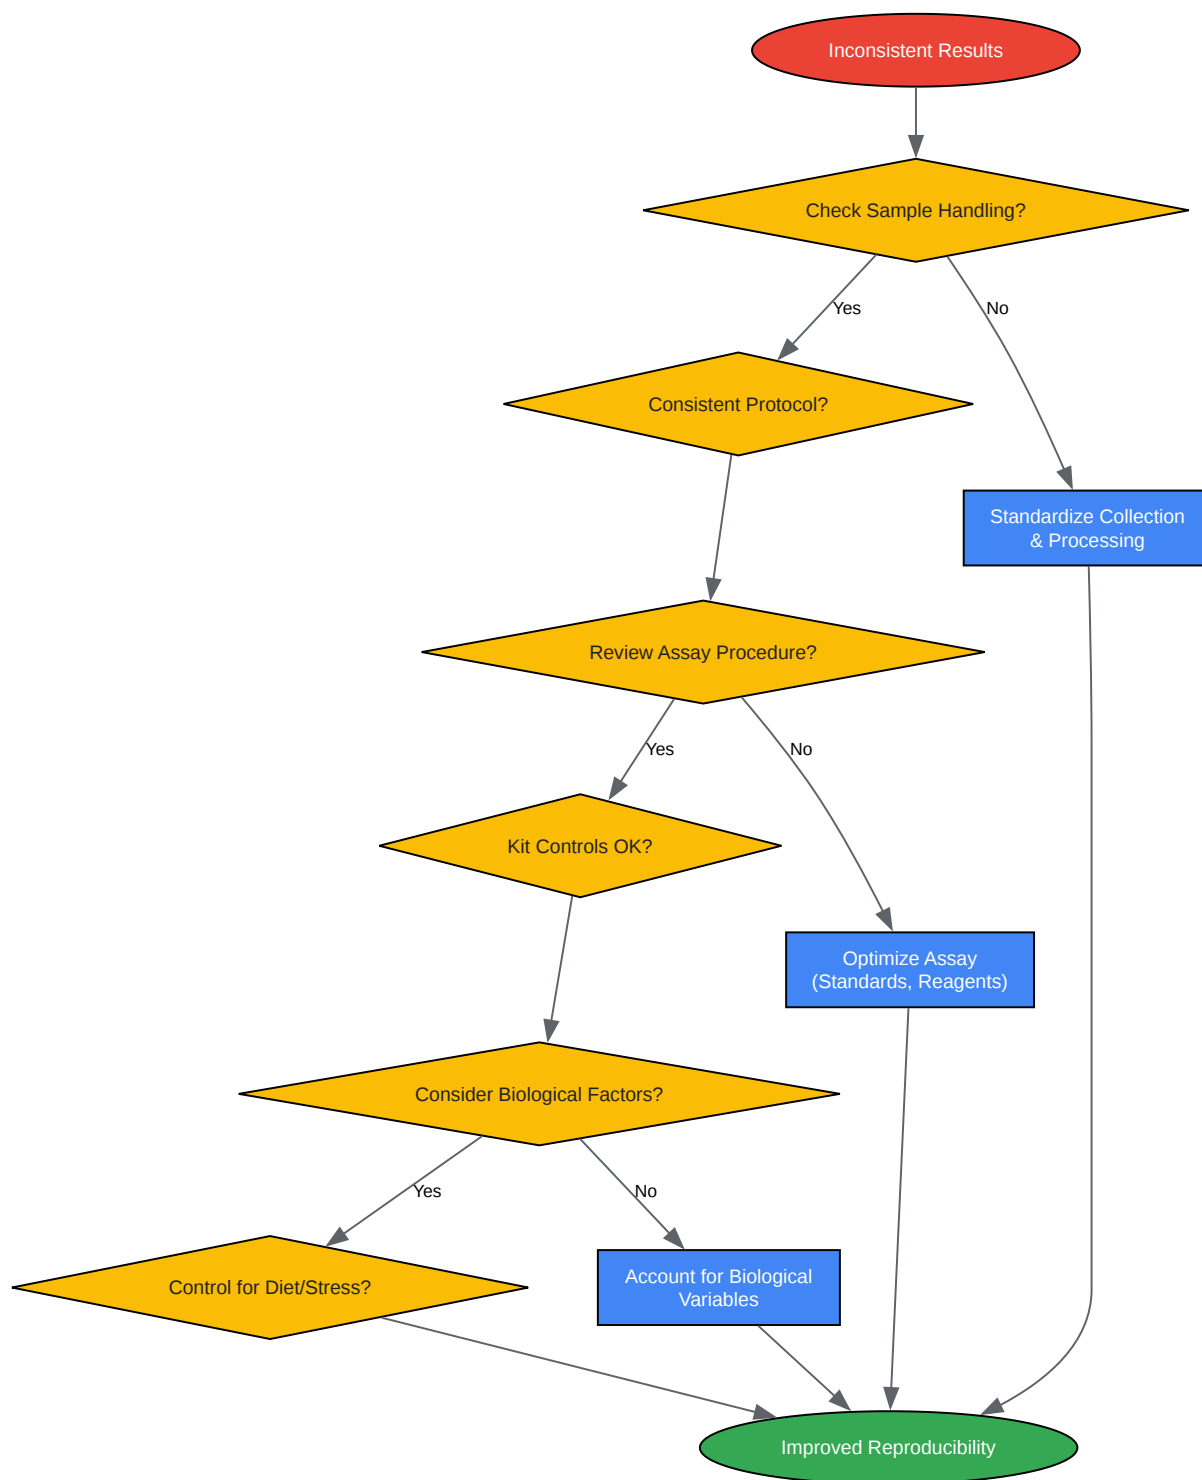 Inconsistent Results
Check Sample Handling?
Yes
No
Consistent Protocol?
Standardize Collection
& Processing
Review Assay Procedure?
Yes
No
Kit Controls OK?
Optimize Assay
(Standards, Reagents)
Consider Biological Factors?
Yes
No
Control for Diet/Stress?
Account for Biological
Variables
Improved Reproducibility